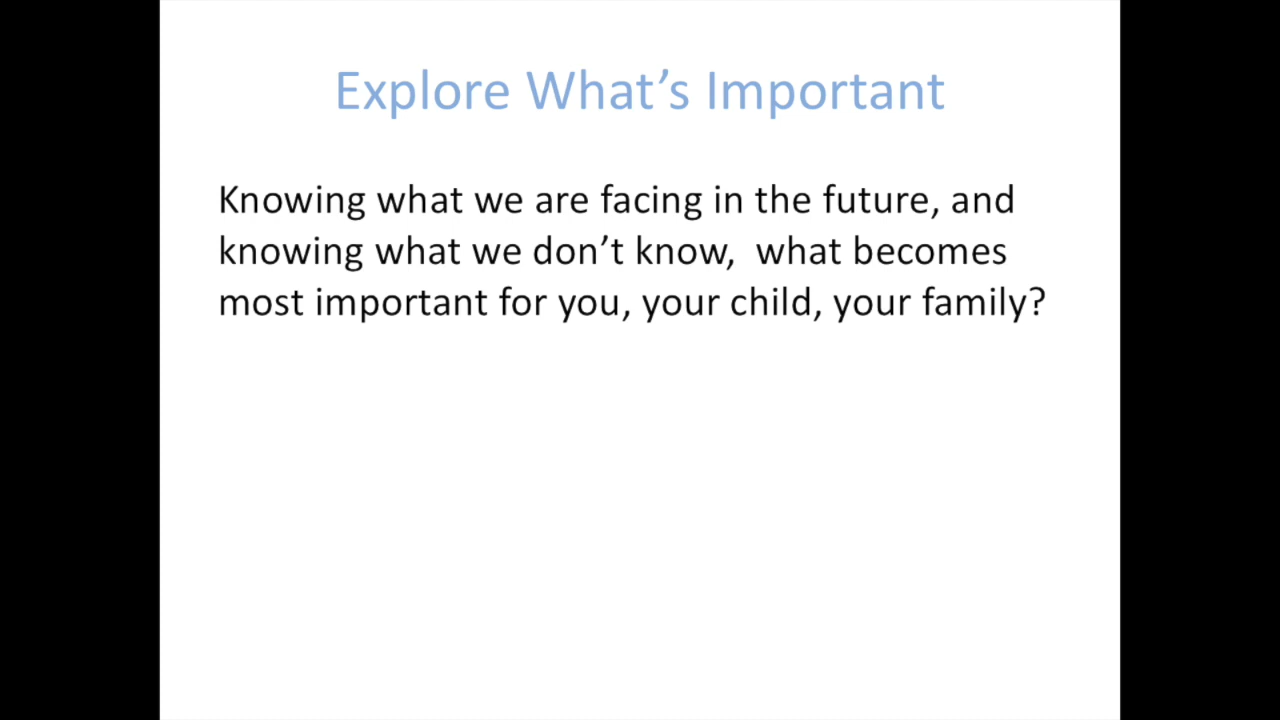 Explore What’s Important
Knowing what we are facing in the future, and
knowing what we don’t know,  what becomes
most important for you, your child, your family?